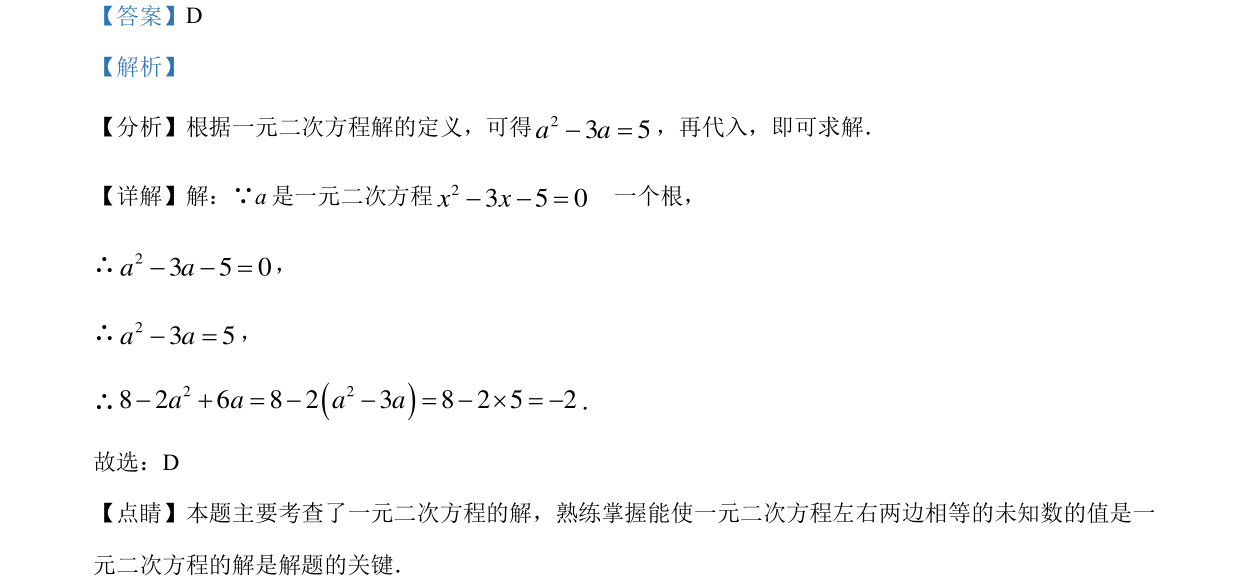 【答案】D
【解析】
【分析】根据一元二次方程解的定义，可得 a² − 3a = 5，再代入，即可求解．
【详解】解：∵a 是一元二次方程 x² − 3x − 5 = 0 一个根，
∴ a² − 3a − 5 = 0，
∴ a² − 3a = 5，
∴ 8 − 2a² + 6a = 8 − 2(a² − 3a) = 8 − 2×5 = −2．
故选：D
【点睛】本题主要考查了一元二次方程的解，熟练掌握能使一元二次方程左右两边相等的未知数的值是一
元二次方程的解是解题的关键．